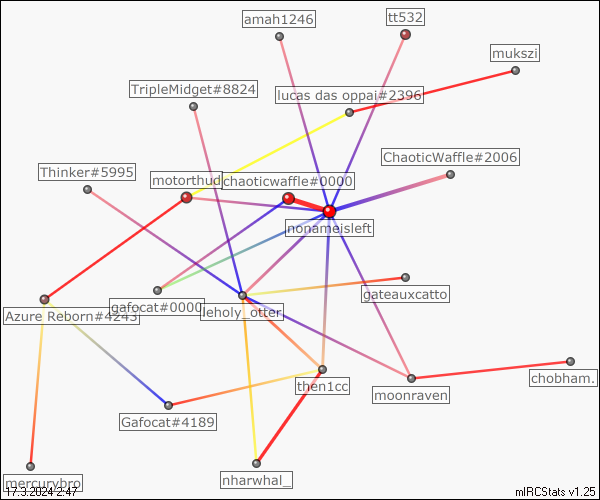 amah1246
tt532
mukszi
TripleMidget#8824
lucas das oppai#2396
ChaoticWaffle#2006
Thinker#5995
motorthud
chaoticwaffle#0000
nonameisleft
gafocat#0000
leholy_otter
gateauxcatto
Azure Reborn#4243
then1cc
moonraven
chobham.
Gafocat#4189
nharwhal_
mercurybro
17.3.2024 2:47
mIRCStats v1.25